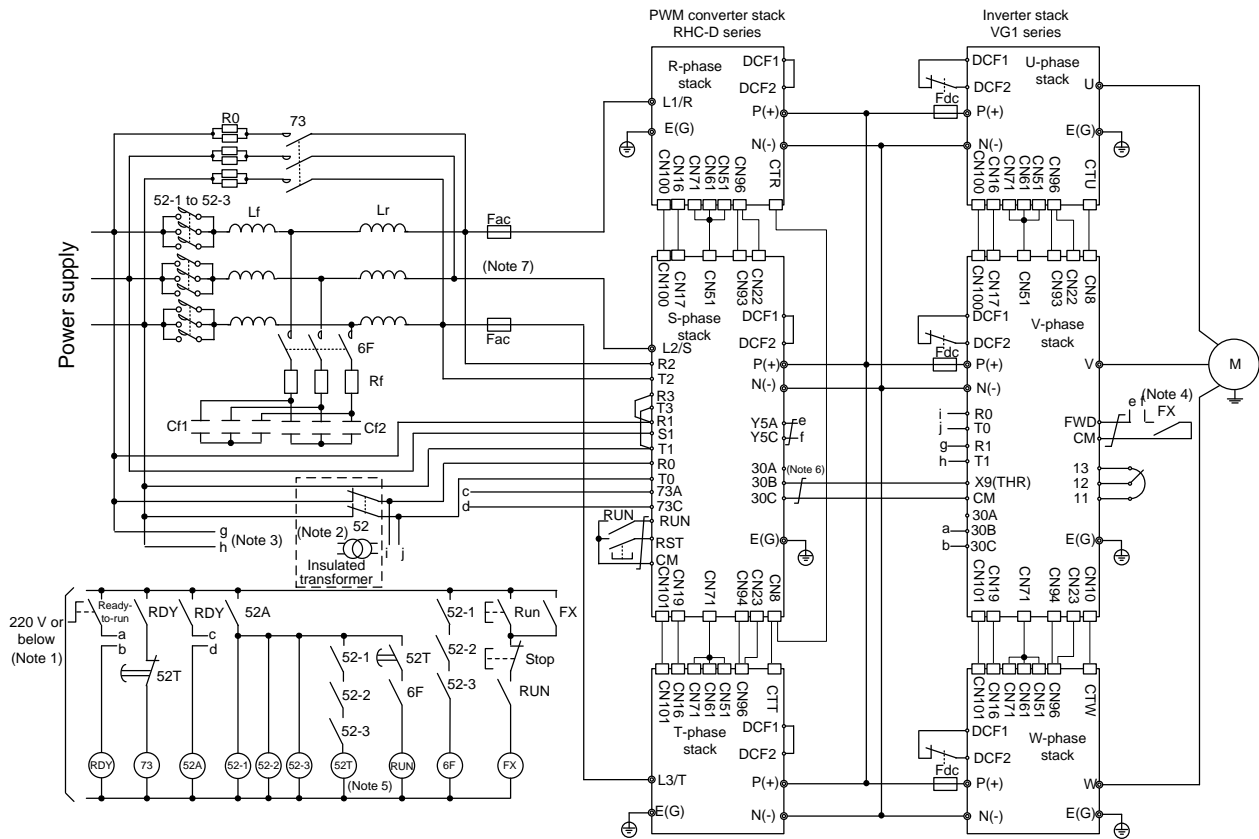 PWM converter stack
RHC-D series
Inverter stack
VG1 series
R-phase
stack
DCF1
DCF2
L1/R
P(+)
E(G)
N(-)
CN100
CN16
CN71
CN61
CN51
CN96
CTR
DCF1
DCF2
U-phase
stack
U
Fdc
P(+)
E(G)
N(-)
CN100
CN16
CN71
CN61
CN51
CN96
CTU
R0
73
52-1 to 52-3
Lf
Lr
Fac
(Note 7)
Fac
Power supply
6F
Rf
Cf1
Cf2
CN100
CN17
CN51
CN93
CN22
S-phase
stack
DCF1
DCF2
L2/S
R2
T2
P(+)
N(-)
R3
T3
R1
S1
T1
R0
T0
73A
73C
RUN
RST
CM
Y5A
Y5C
e
f
30A
30B
30C
(Note 6)
E(G)
CN101
CN19
CN71
CN94
CN23
CN8
c
d
RUN
CN100
CN17
CN51
CN93
CN22
CN8
DCF1
DCF2
V-phase
stack
Fdc
P(+)
N(-)
V
M
i
j
g
h
R0
T0
R1
T1
FWD
CM
e
f
(Note 4)
FX
13
12
11
X9(THR)
CM
30A
30B
30C
a
b
E(G)
CN101
CN19
CN71
CN94
CN23
CN10
g
h
(Note 3)
(Note 2)
52
Insulated
transformer
i
j
220 V or
below
(Note 1)
Ready-
to-run
a
b
RDY
52T
RDY
c
d
52A
52-1
52-2
52-3
52T
6F
52-1
52-2
52-3
Run
FX
Stop
RUN
RDY
73
52A
52-1
52-2
52-3
52T
(Note 5)
RUN
6F
FX
CN101
CN16
CN71
CN61
CN51
CN96
CTT
T-phase
stack
DCF1
DCF2
L3/T
P(+)
E(G)
N(-)
CN101
CN16
CN71
CN61
CN51
CN96
CTW
DCF1
DCF2
W-phase
stack
Fdc
P(+)
W
N(-)
E(G)